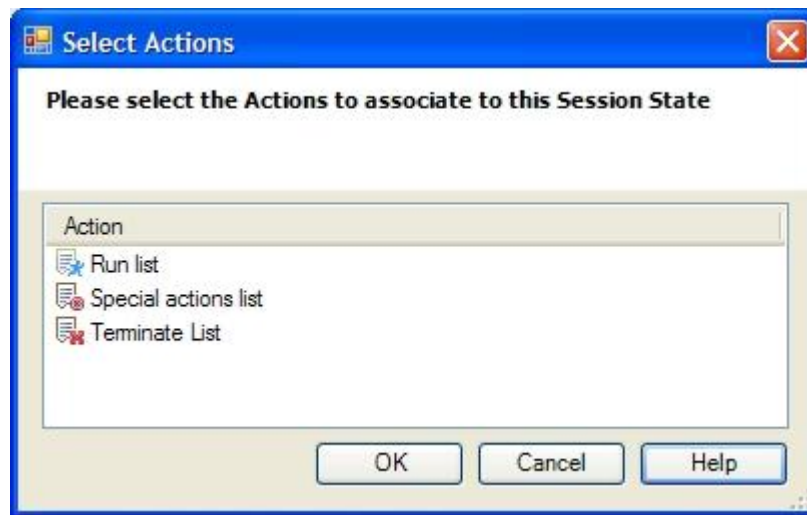 Select Actions
Please select the Actions to associate to this Session State
Action
Run list
Special actions list
Terminate List
OK Cancel Help